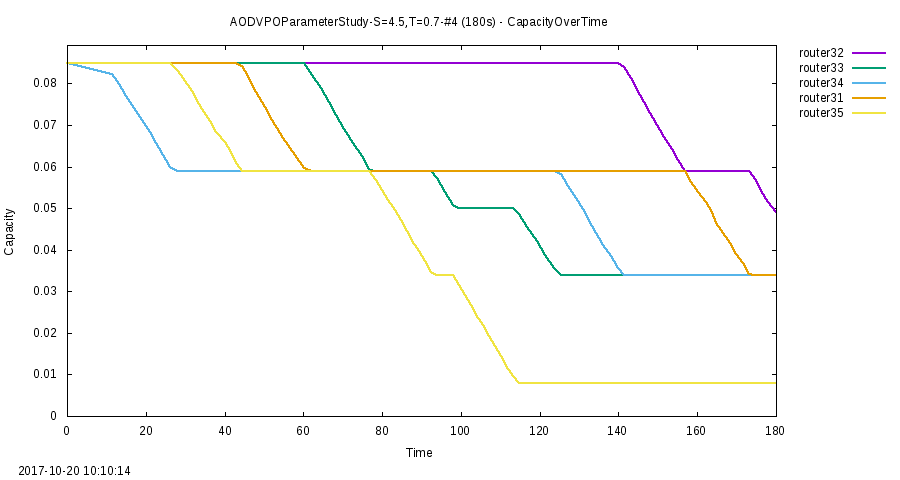 AODVPOParameterStudy-S=4.5,T=0.7-#4 (180s) - CapacityOverTime
router32
router33
router34
router31
router35
0.08
0.07
0.06
0.05
0.04
0.03
0.02
0.01
0
Capacity
0 20 40 60 80 100 120 140 160 180
Time
2017-10-20 10:10:14